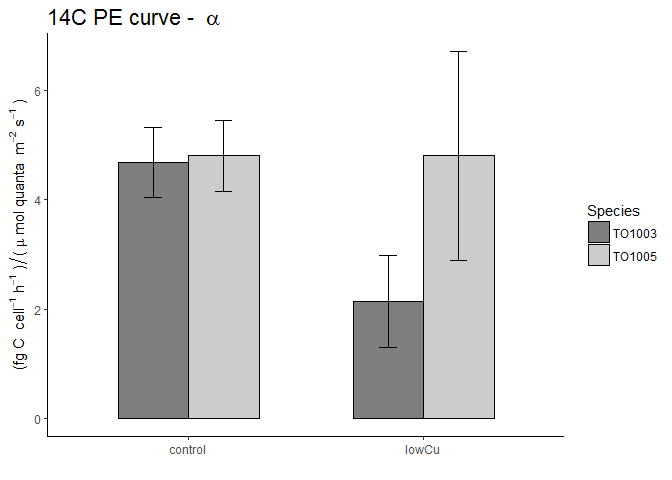 14C PE curve - α
(fg C cell⁻¹ h⁻¹)/(μ mol quanta m⁻² s⁻¹)
6
4
2
0
control lowCu
Species
TO1003
TO1005